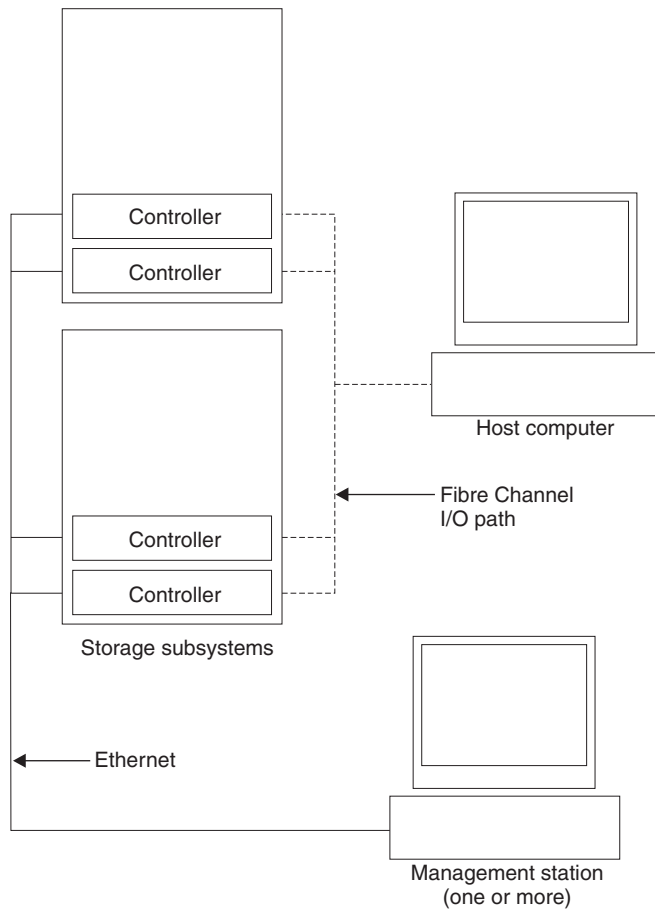 Controller
Controller
Host computer
Fibre Channel
I/O path
Controller
Controller
Storage subsystems
Ethernet
Management station
(one or more)